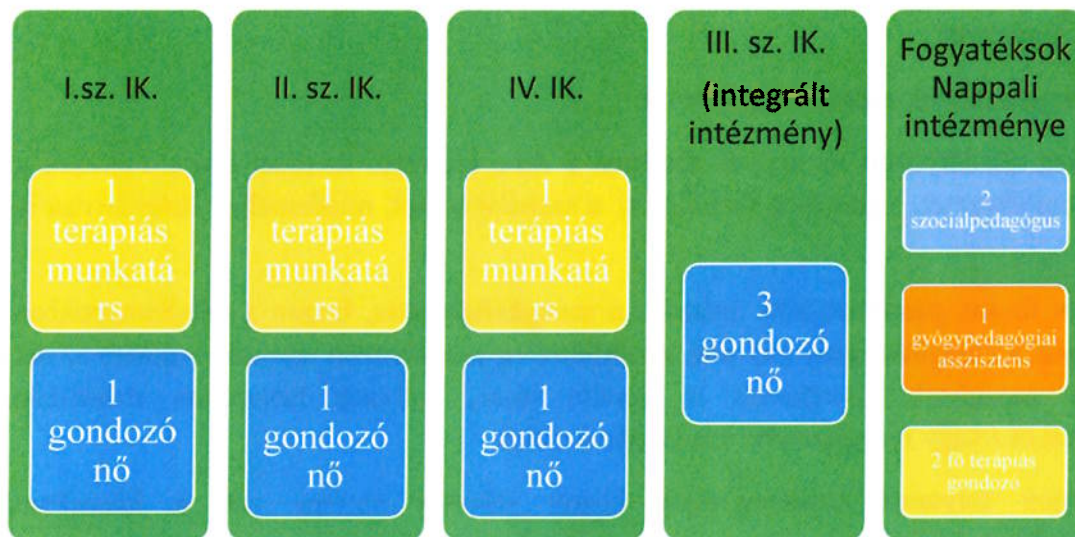 I.sz. IK.
1
terápiás
munkatá
rs
1
gondozó
nő
II. sz. IK.
1
terápiás
munkatá
rs
1
gondozó
nő
IV. IK.
1
terápiás
munkatá
rs
1
gondozó
nő
III. sz. IK.
(integrált
intézmény)
3
gondozó
nő
Fogyatéksok
Nappali
intézménye
2
szociálpedagógus
1
gyógypedagógiai
asszisztens
2 fő terápiás
gondozó